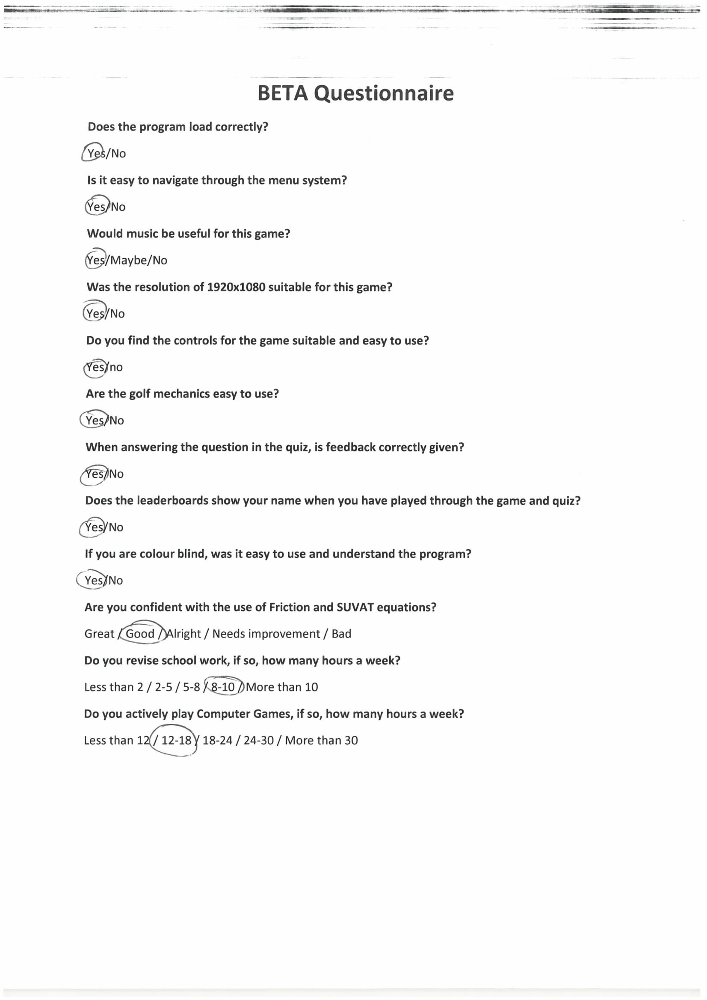 BETA Questionnaire
Does the program load correctly?
Yes/No
Is it easy to navigate through the menu system?
Yes/No
Would music be useful for this game?
Yes/Maybe/No
Was the resolution of 1920x1080 suitable for this game?
Yes/No
Do you find the controls for the game suitable and easy to use?
Yes/no
Are the golf mechanics easy to use?
Yes/No
When answering the question in the quiz, is feedback correctly given?
Yes/No
Does the leaderboards show your name when you have played through the game and quiz?
Yes/No
If you are colour blind, was it easy to use and understand the program?
Yes/No
Are you confident with the use of Friction and SUVAT equations?
Great / Good / Alright / Needs improvement / Bad
Do you revise school work, if so, how many hours a week?
Less than 2 / 2-5 / 5-8 / 8-10 / More than 10
Do you actively play Computer Games, if so, how many hours a week?
Less than 12 / 12-18 / 18-24 / 24-30 / More than 30